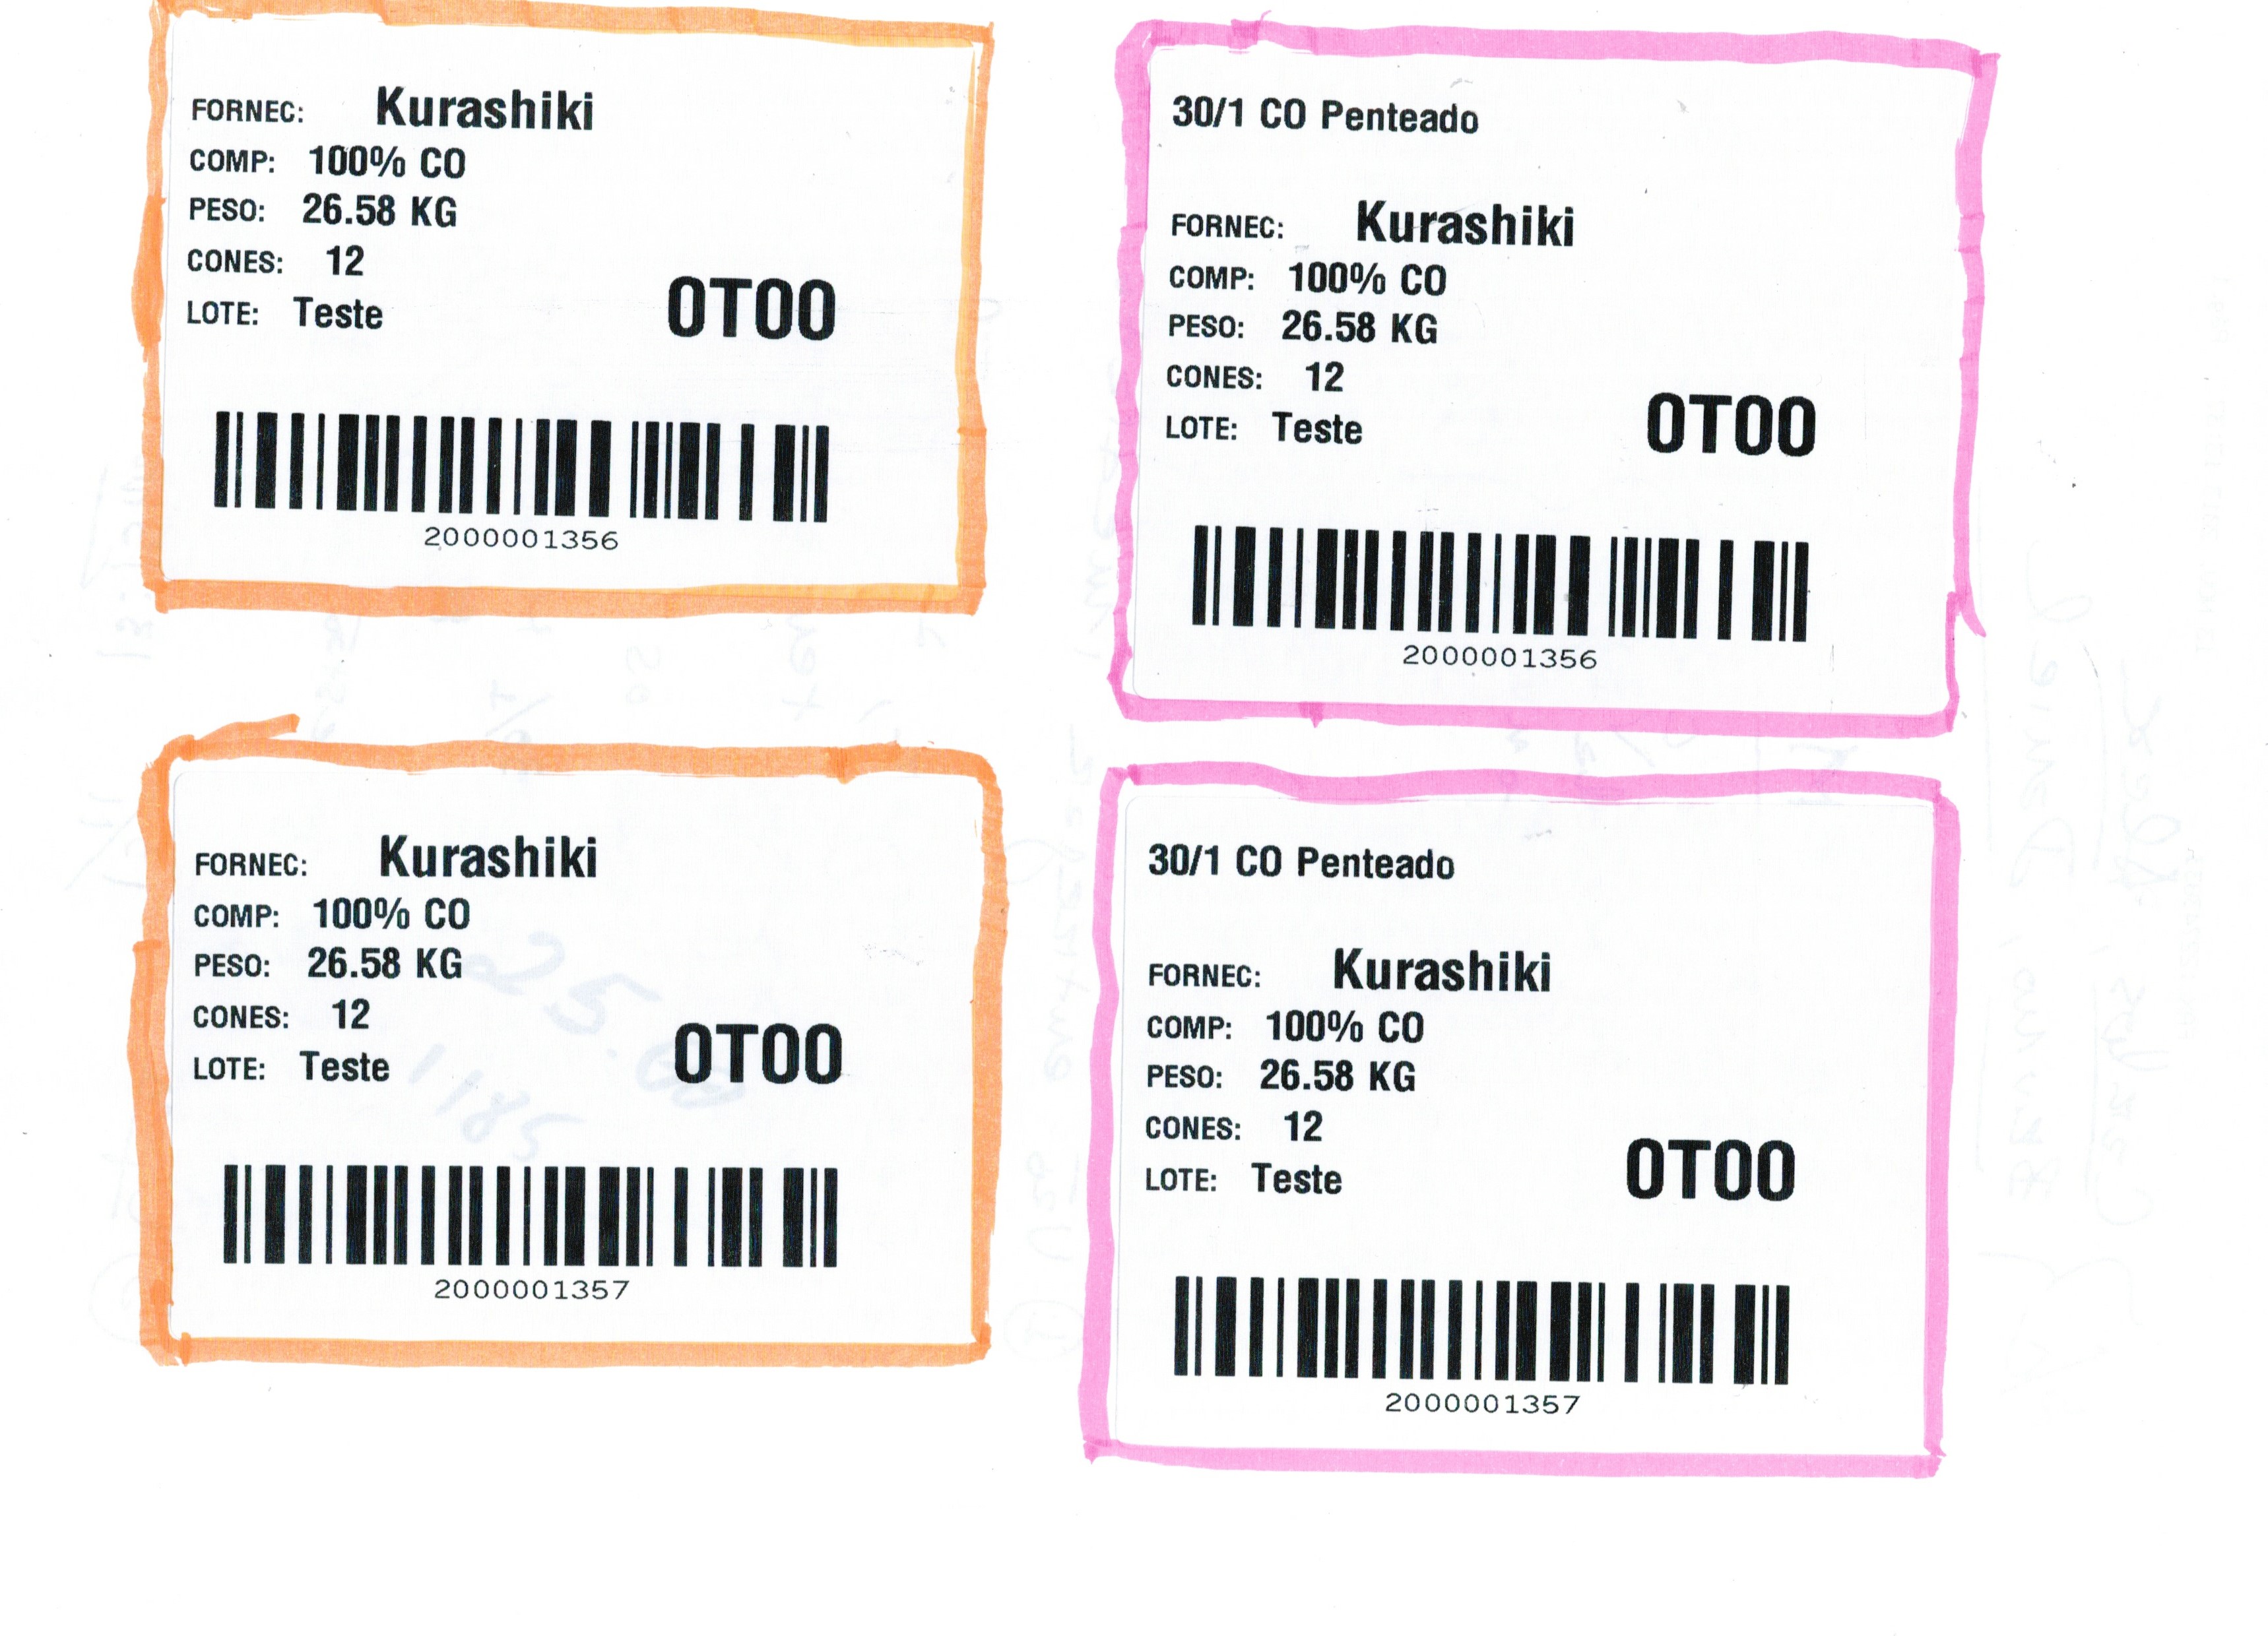 FORNEC: Kurashiki
COMP: 100% CO
PESO: 26.58 KG
CONES: 12
LOTE: Teste
0T00
2000001356
30/1 CO Penteado
FORNEC: Kurashiki
COMP: 100% CO
PESO: 26.58 KG
CONES: 12
LOTE: Teste
0T00
2000001356
FORNEC: Kurashiki
COMP: 100% CO
PESO: 26.58 KG
CONES: 12
LOTE: Teste
0T00
2000001357
25.00
1185
30/1 CO Penteado
FORNEC: Kurashiki
COMP: 100% CO
PESO: 26.58 KG
CONES: 12
LOTE: Teste
0T00
2000001357